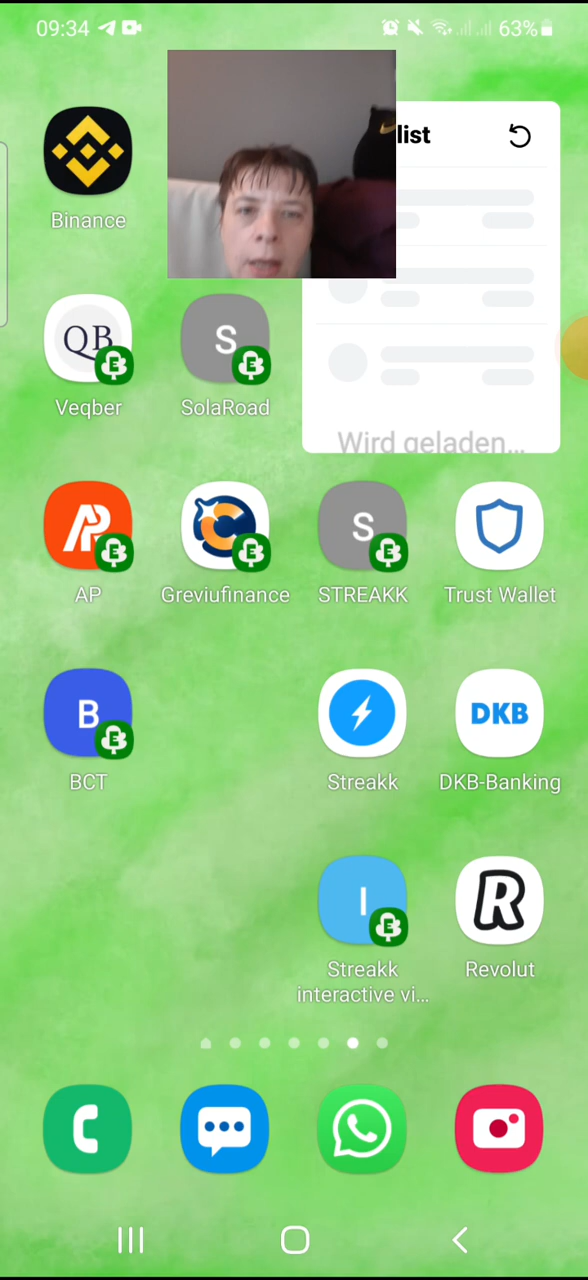 09:34
63%
list
Binance
QB
Veqber
S
SolaRoad
Wird geladen...
AP
Greviufinance
S
STREAKK
Trust Wallet
B
BCT
Streakk
DKB
DKB-Banking
I
Streakk
interactive vi...
R
Revolut